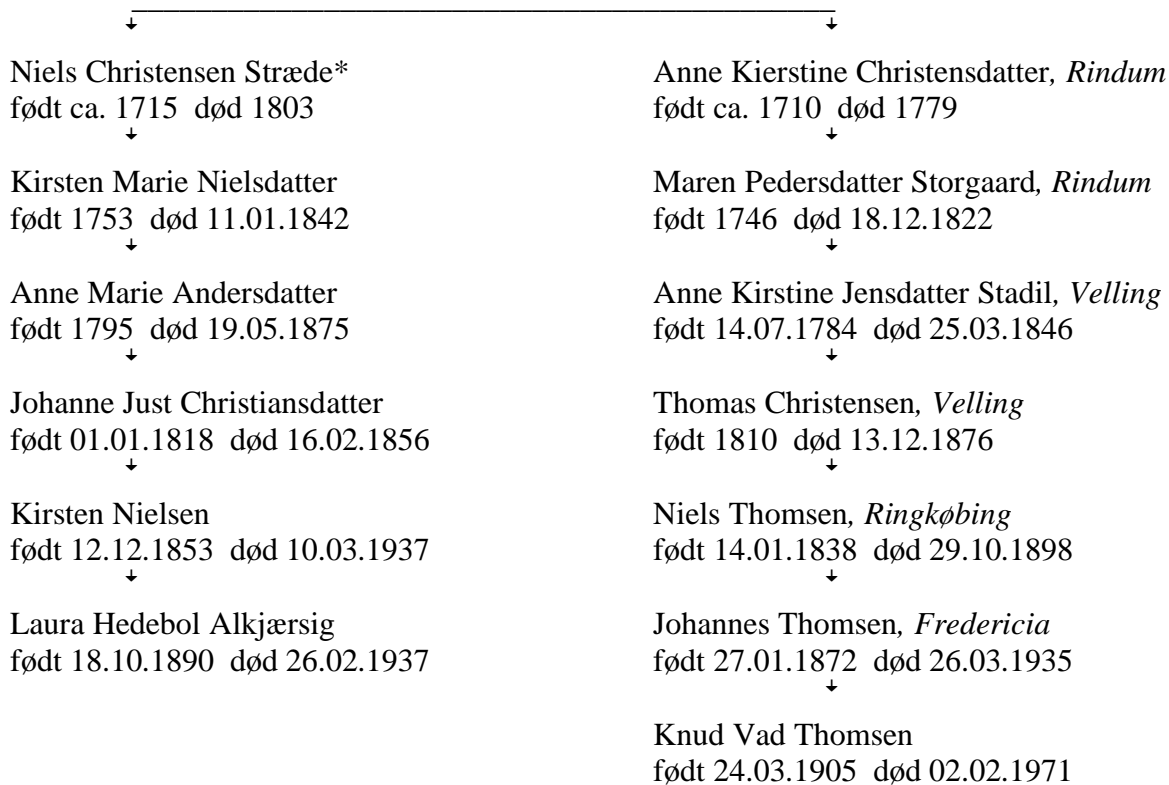 Niels Christensen Stræde*
født ca. 1715 død 1803
Kirsten Marie Nielsdatter
født 1753 død 11.01.1842
Anne Marie Andersdatter
født 1795 død 19.05.1875
Johanne Just Christiansdatter
født 01.01.1818 død 16.02.1856
Kirsten Nielsen
født 12.12.1853 død 10.03.1937
Laura Hedebol Alkjærsig
født 18.10.1890 død 26.02.1937
Anne Kierstine Christensdatter, Rindum
født ca. 1710 død 1779
Maren Pedersdatter Storgaard, Rindum
født 1746 død 18.12.1822
Anne Kirstine Jensdatter Stadil, Velling
født 14.07.1784 død 25.03.1846
Thomas Christensen, Velling
født 1810 død 13.12.1876
Niels Thomsen, Ringkøbing
født 14.01.1838 død 29.10.1898
Johannes Thomsen, Fredericia
født 27.01.1872 død 26.03.1935
Knud Vad Thomsen
født 24.03.1905 død 02.02.1971